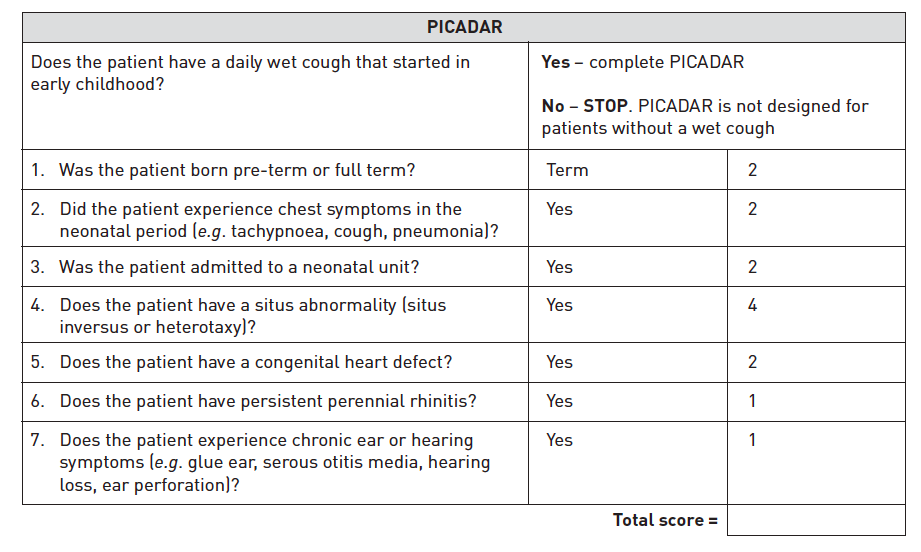 PICADAR
Does the patient have a daily wet cough that started in
early childhood?
Yes – complete PICADAR
No – STOP. PICADAR is not designed for
patients without a wet cough
1. Was the patient born pre-term or full term? Term 2
2. Did the patient experience chest symptoms in the
neonatal period (e.g. tachypnoea, cough, pneumonia)?
Yes 2
3. Was the patient admitted to a neonatal unit? Yes 2
4. Does the patient have a situs abnormality (situs
inversus or heterotaxy)?
Yes 4
5. Does the patient have a congenital heart defect? Yes 2
6. Does the patient have persistent perennial rhinitis? Yes 1
7. Does the patient experience chronic ear or hearing
symptoms (e.g. glue ear, serous otitis media, hearing
loss, ear perforation)?
Yes 1
Total score =